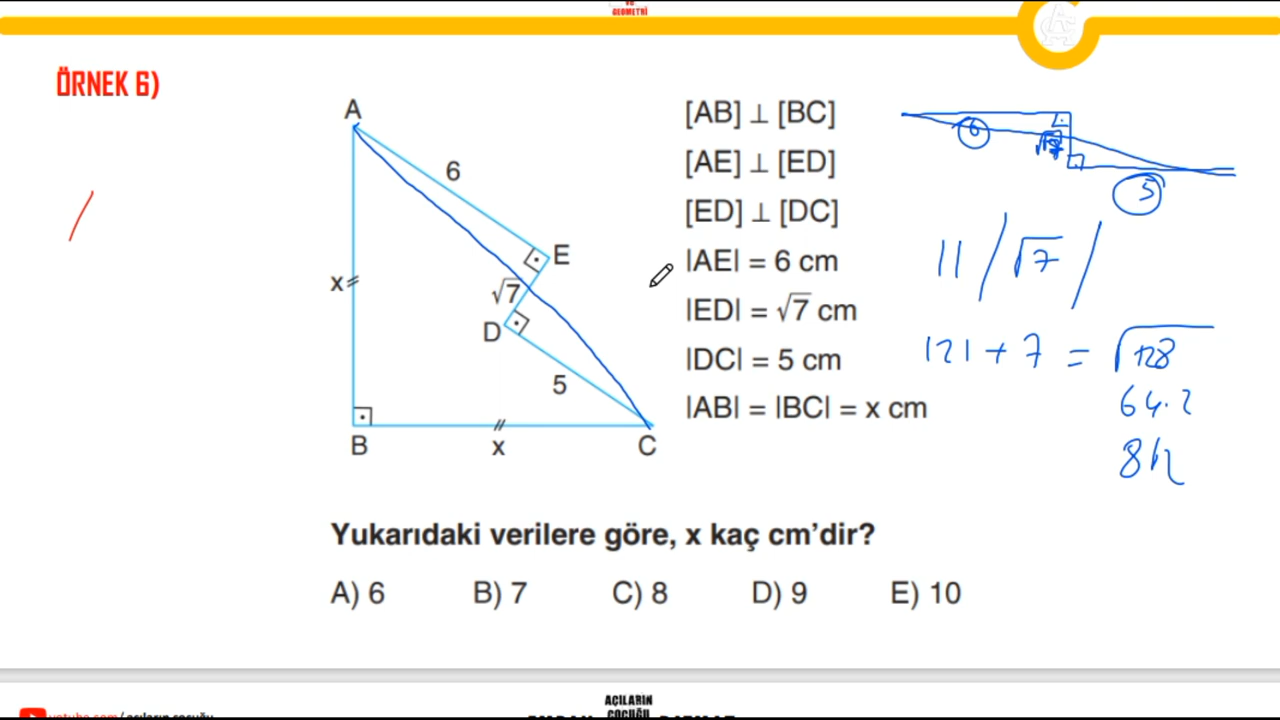 GEOMETRİ
ÖRNEK 6)
A
6
E
√7
D
x
5
B
x
C
[AB] ⊥ [BC]
[AE] ⊥ [ED]
[ED] ⊥ [DC]
|AE| = 6 cm
|ED| = √7 cm
|DC| = 5 cm
|AB| = |BC| = x cm
6
√7
5
11 / √7 /
121 + 7 = √128
64.2
8√2
Yukarıdaki verilere göre, x kaç cm'dir?
A) 6 B) 7 C) 8 D) 9 E) 10
AÇILARIN
ÇOCUĞU